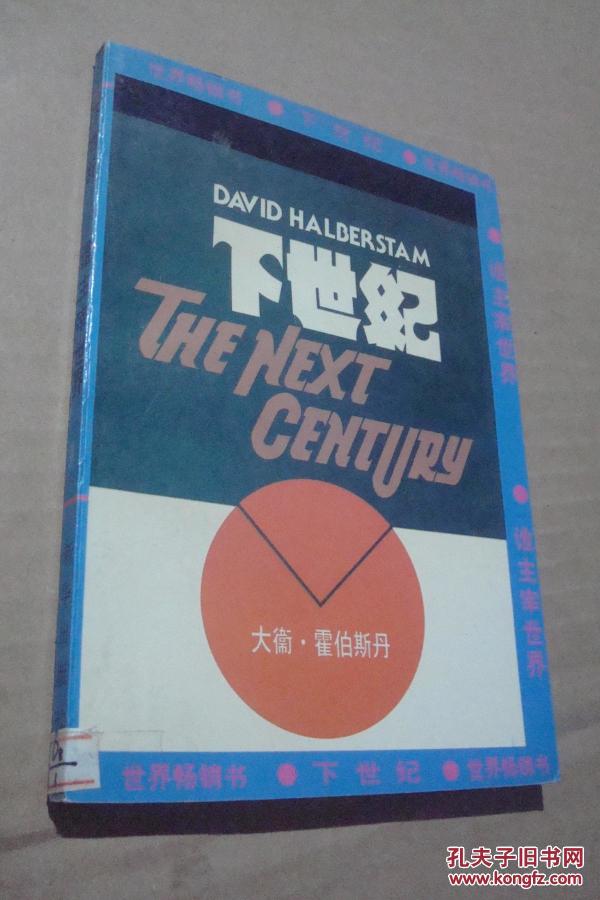 世界畅销书 ● 下世纪 ● 世界畅销书
DAVID HALBERSTAM
下世紀
THE NEXT
CENTURY
大衞·霍伯斯丹
● 谁主宰世界 ● 谁主宰世界
世界畅销书 ● 下世纪 ● 世界畅销书
孔夫子旧书网
www.kongfz.com